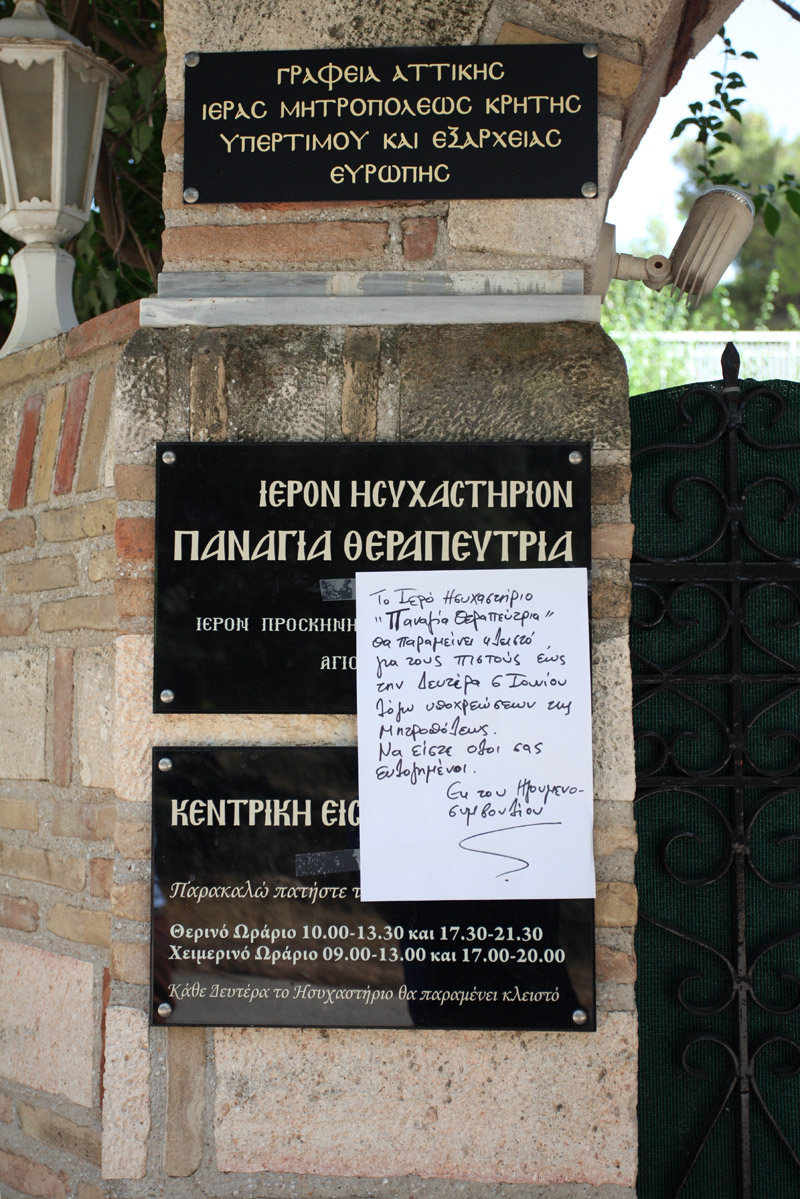 ΓΡΑΦΕΙΑ ΑΤΤΙΚΗΣ
ΙΕΡΑΣ ΜΗΤΡΟΠΟΛΕΩΣ ΚΡΗΤΗΣ
ΥΠΕΡΤΙΜΟΥ ΚΑΙ ΕΞΑΡΧΕΙΑΣ
ΕΥΡΩΠΗΣ
ΙΕΡΟΝ ΗΣΥΧΑΣΤΗΡΙΟΝ
ΠΑΝΑΓΙΑ ΘΕΡΑΠΕΥΤΡΙΑ
ΙΕΡΟΝ ΠΡΟΣΚΗΝΗ
ΑΓΙΟ
Το Ιερό Ησυχαστήριο
"Παναγία Θεραπεύτρια"
θα παραμείνει κλειστό
για τους πιστούς έως
την Δευτέρα 6 Ιουνίου
λόγω υποχρεώσεων της
Μητροπόλεως.
Να είστε όλοι σας
ευλογημένοι.
Εκ του Ηγουμενο-
συμβουλίου
ΚΕΝΤΡΙΚΗ ΕΙΣ
Παρακαλώ πατήστε τ
Θερινό Ωράριο 10.00-13.30 και 17.30-21.30
Χειμερινό Ωράριο 09.00-13.00 και 17.00-20.00
Κάθε Δευτέρα το Ησυχαστήριο θα παραμένει κλειστό